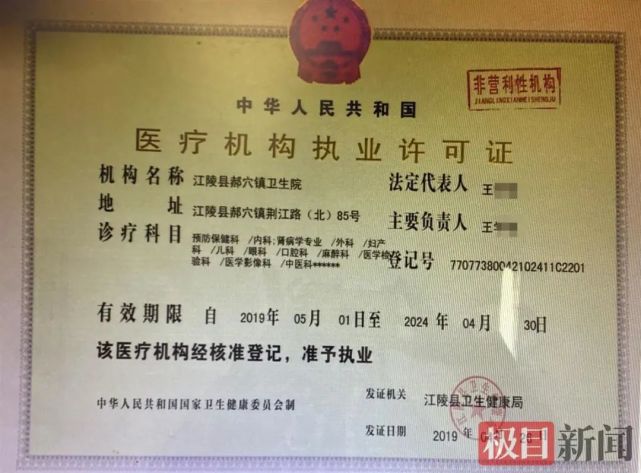 非营利性机构
中华人民共和国
医疗机构执业许可证
机构名称 江陵县郝穴镇卫生院 法定代表人 王
地 址 江陵县郝穴镇荆江路（北）85号 主要负责人 王
诊疗科目 预防保健科 /内科;肾病学专业 /外科 /妇产
科 /儿科 /眼科 /口腔科 /麻醉科 /医学检
验科 /医学影像科 /中医科******
登记号 77077380042102411C2201
有效期限 自 2019年 05月 01日至 2024年 04月 30日
该医疗机构经核准登记，准予执业
中华人民共和国国家卫生健康委员会制
发证机关 江陵县卫生健康局
发证日期 2019年
极目新闻